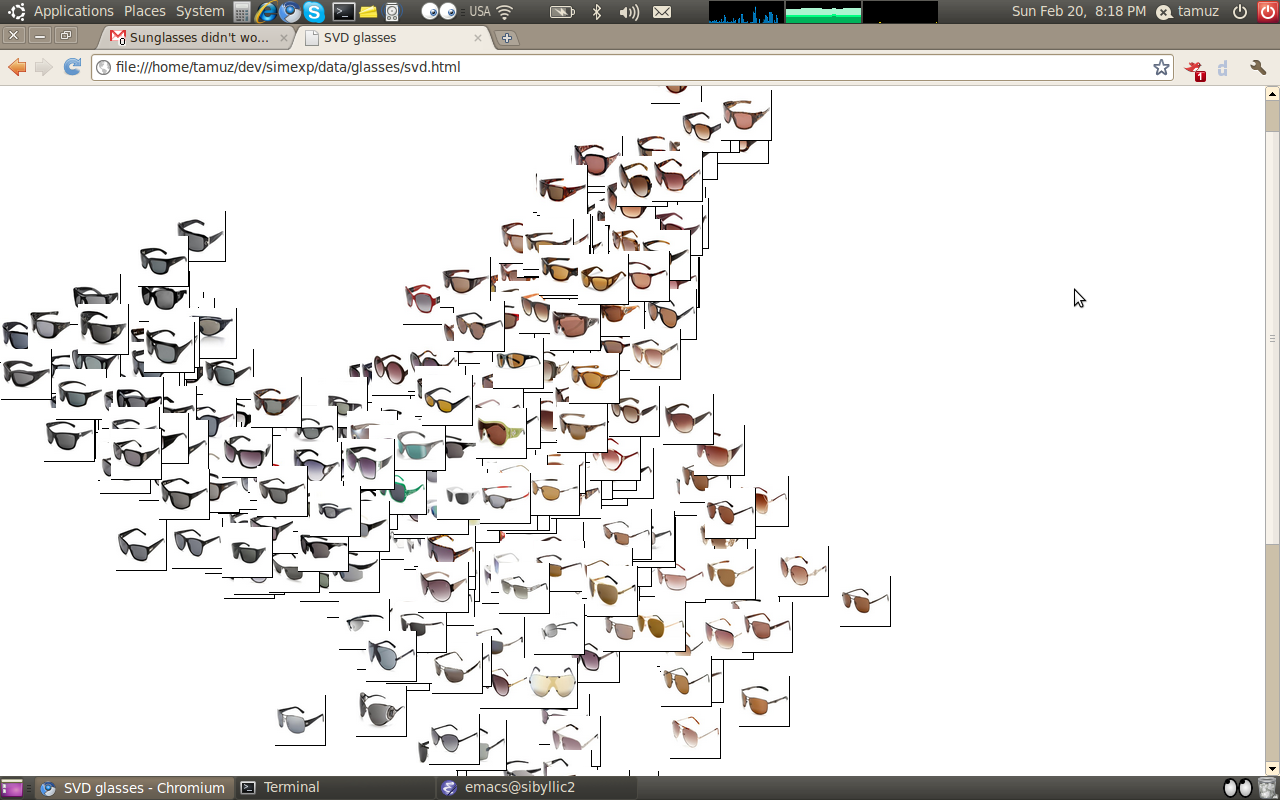 Applications Places System USA Sun Feb 20, 8:18 PM tamuz
Sunglasses didn't wo... SVD glasses
file:///home/tamuz/dev/simexp/data/glasses/svd.html
1
SVD glasses - Chromium Terminal emacs@sibyllic2